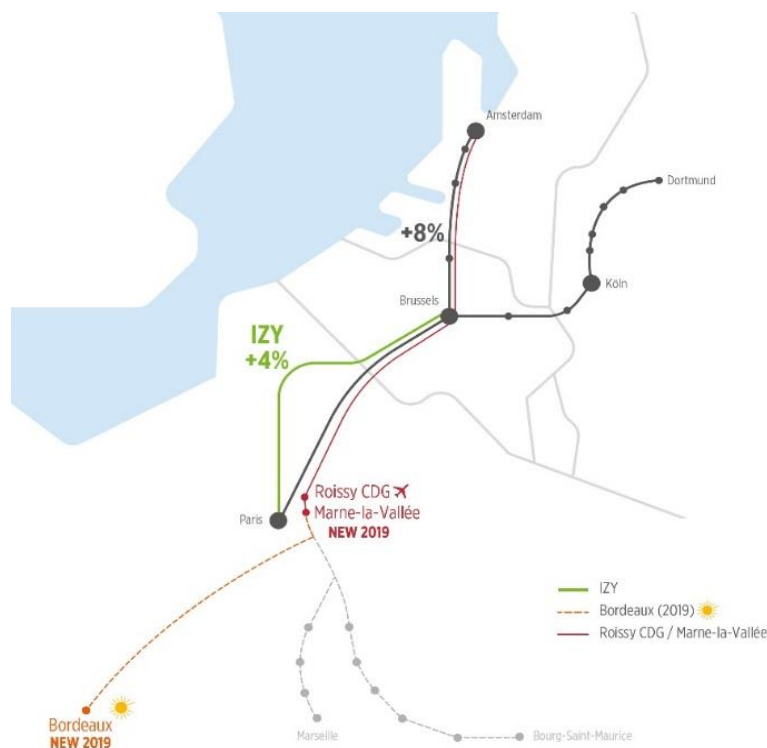 Amsterdam
Dortmund
+8%
Köln
Brussels
IZY
+4%
Roissy CDG
Paris
Marne-la-Vallée
NEW 2019
IZY
Bordeaux (2019)
Roissy CDG / Marne-la-Vallée
Bordeaux
NEW 2019
Marseille
Bourg-Saint-Maurice